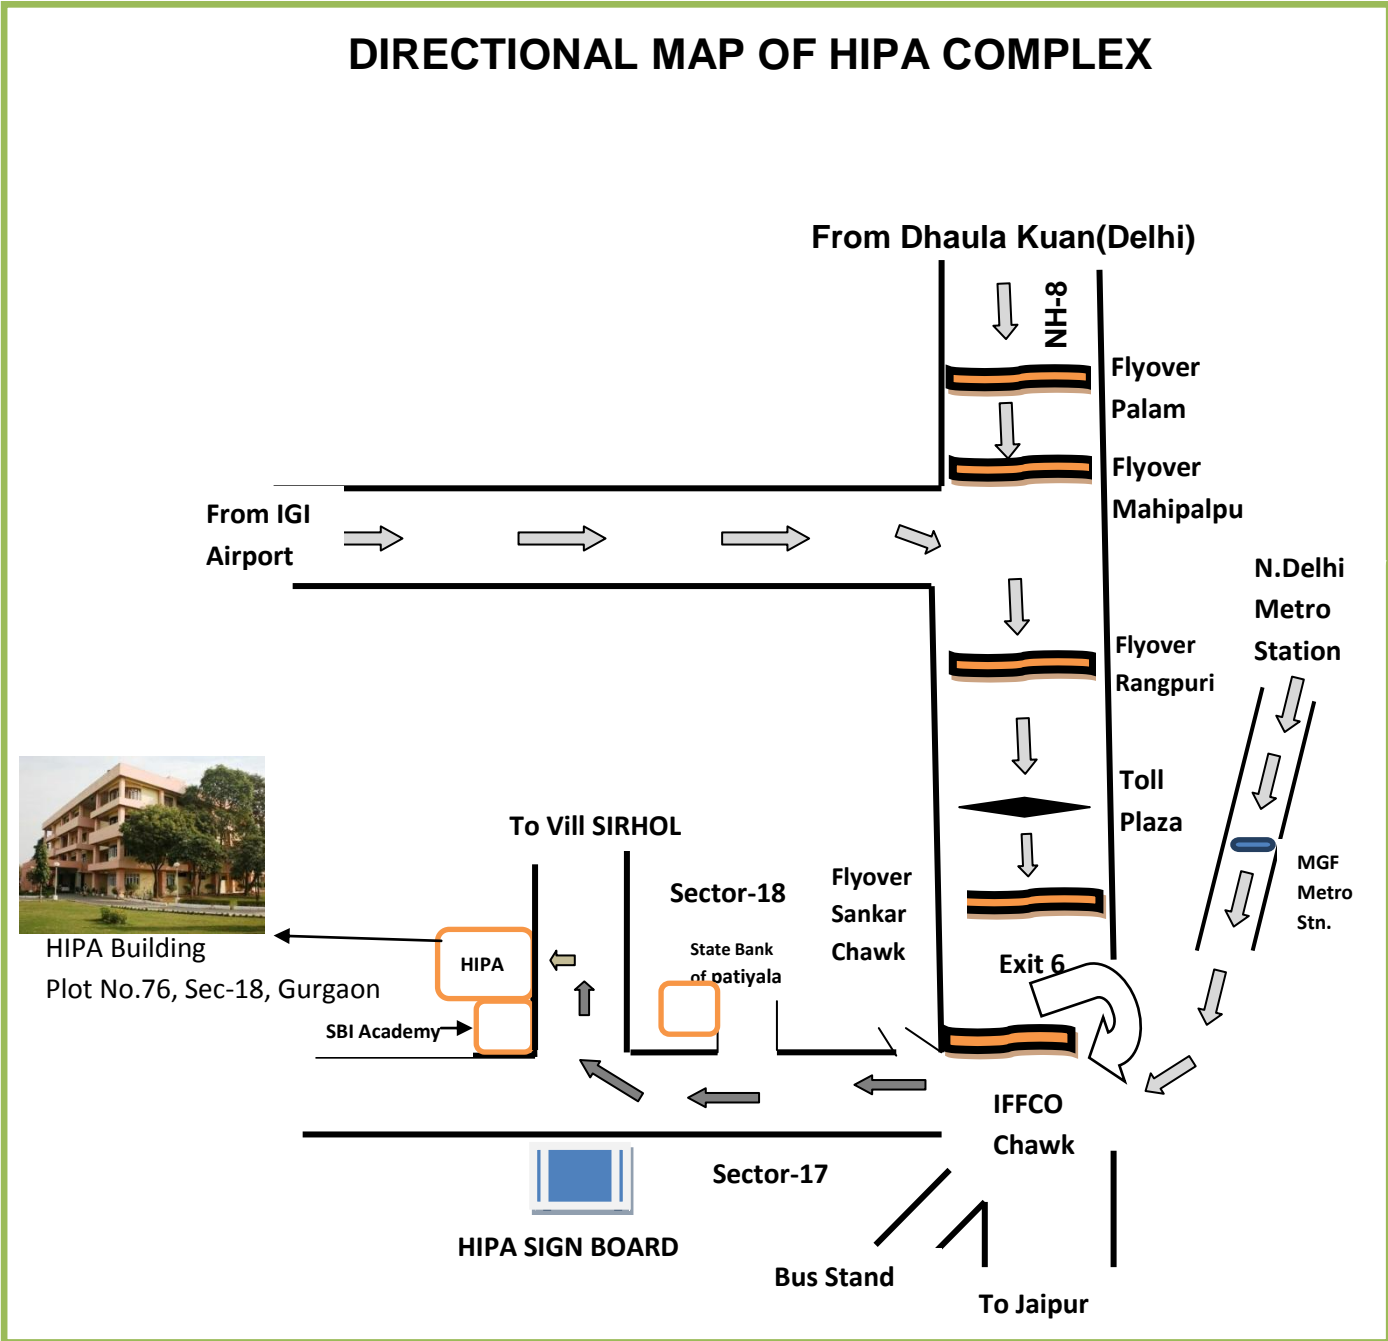 DIRECTIONAL MAP OF HIPA COMPLEX
From Dhaula Kuan(Delhi)
NH-8
Flyover
Palam
Flyover
Mahipalpu
From IGI
Airport
N.Delhi
Metro
Station
Flyover
Rangpuri
Toll
Plaza
To Vill SIRHOL
MGF
Metro
Stn.
Flyover
Sankar
Chawk
Sector-18
State Bank
of patiyala
HIPA
HIPA Building
Plot No.76, Sec-18, Gurgaon
SBI Academy
Exit 6
IFFCO
Chawk
Sector-17
HIPA SIGN BOARD
Bus Stand
To Jaipur